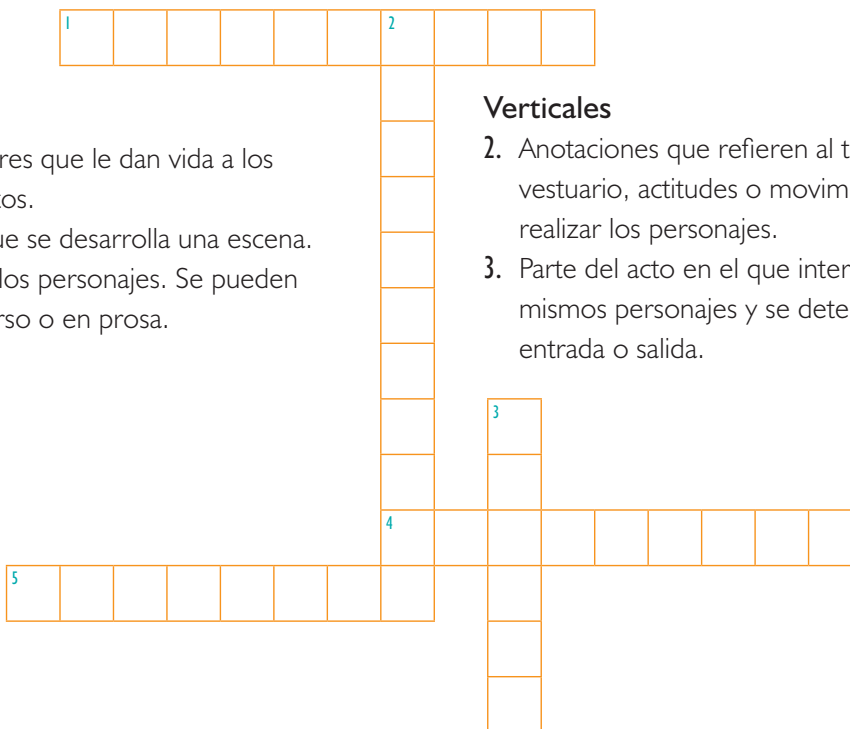 1
2
res que le dan vida a los
os.
ue se desarrolla una escena.
los personajes. Se pueden
rso o en prosa.
Verticales
2. Anotaciones que refieren al t
vestuario, actitudes o movim
realizar los personajes.
3. Parte del acto en el que inter
mismos personajes y se dete
entrada o salida.
3
4
5